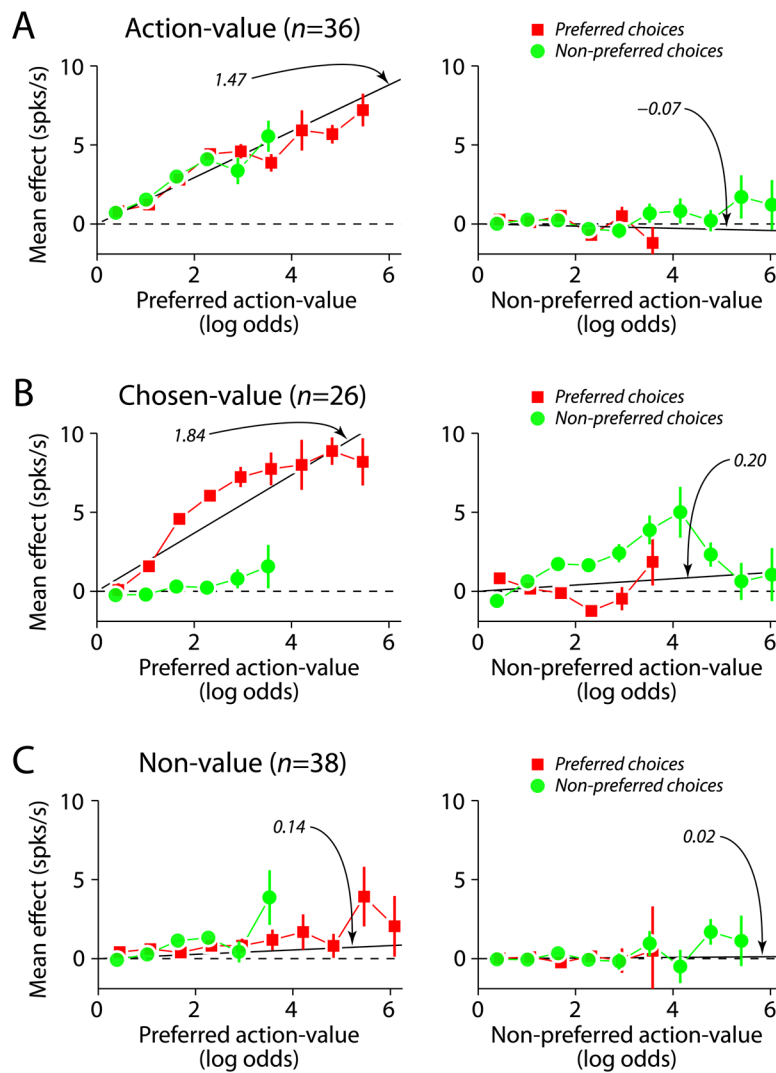 A
Action-value (n=36)
Preferred choices
Non-preferred choices
10
5
0
Mean effect (spks/s)
1.47
0
2
4
6
Preferred action-value
(log odds)
10
5
0
−0.07
0
2
4
6
Non-preferred action-value
(log odds)
B
Chosen-value (n=26)
Preferred choices
Non-preferred choices
10
5
0
Mean effect (spks/s)
1.84
0
2
4
6
Preferred action-value
(log odds)
10
5
0
0.20
0
2
4
6
Non-preferred action-value
(log odds)
C
Non-value (n=38)
Preferred choices
Non-preferred choices
10
5
0
Mean effect (spks/s)
0.14
0
2
4
6
Preferred action-value
(log odds)
10
5
0
0.02
0
2
4
6
Non-preferred action-value
(log odds)